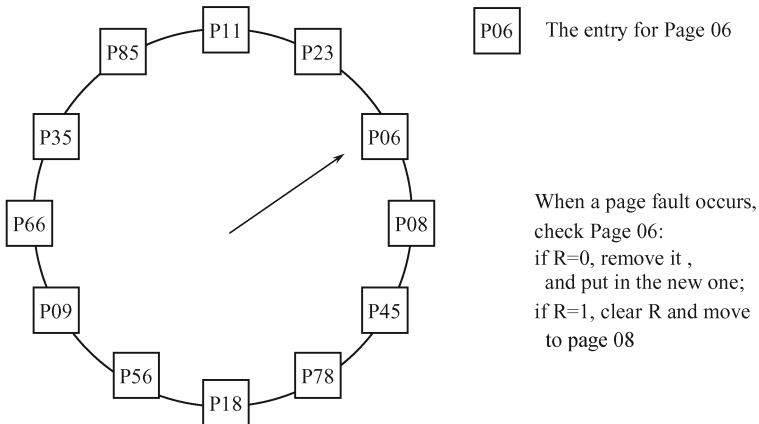 P11
P85
P23
P35
P06
P66
P08
P09
P45
P56
P78
P18
P06 The entry for Page 06
When a page fault occurs,
check Page 06:
if R=0, remove it ,
and put in the new one;
if R=1, clear R and move
to page 08